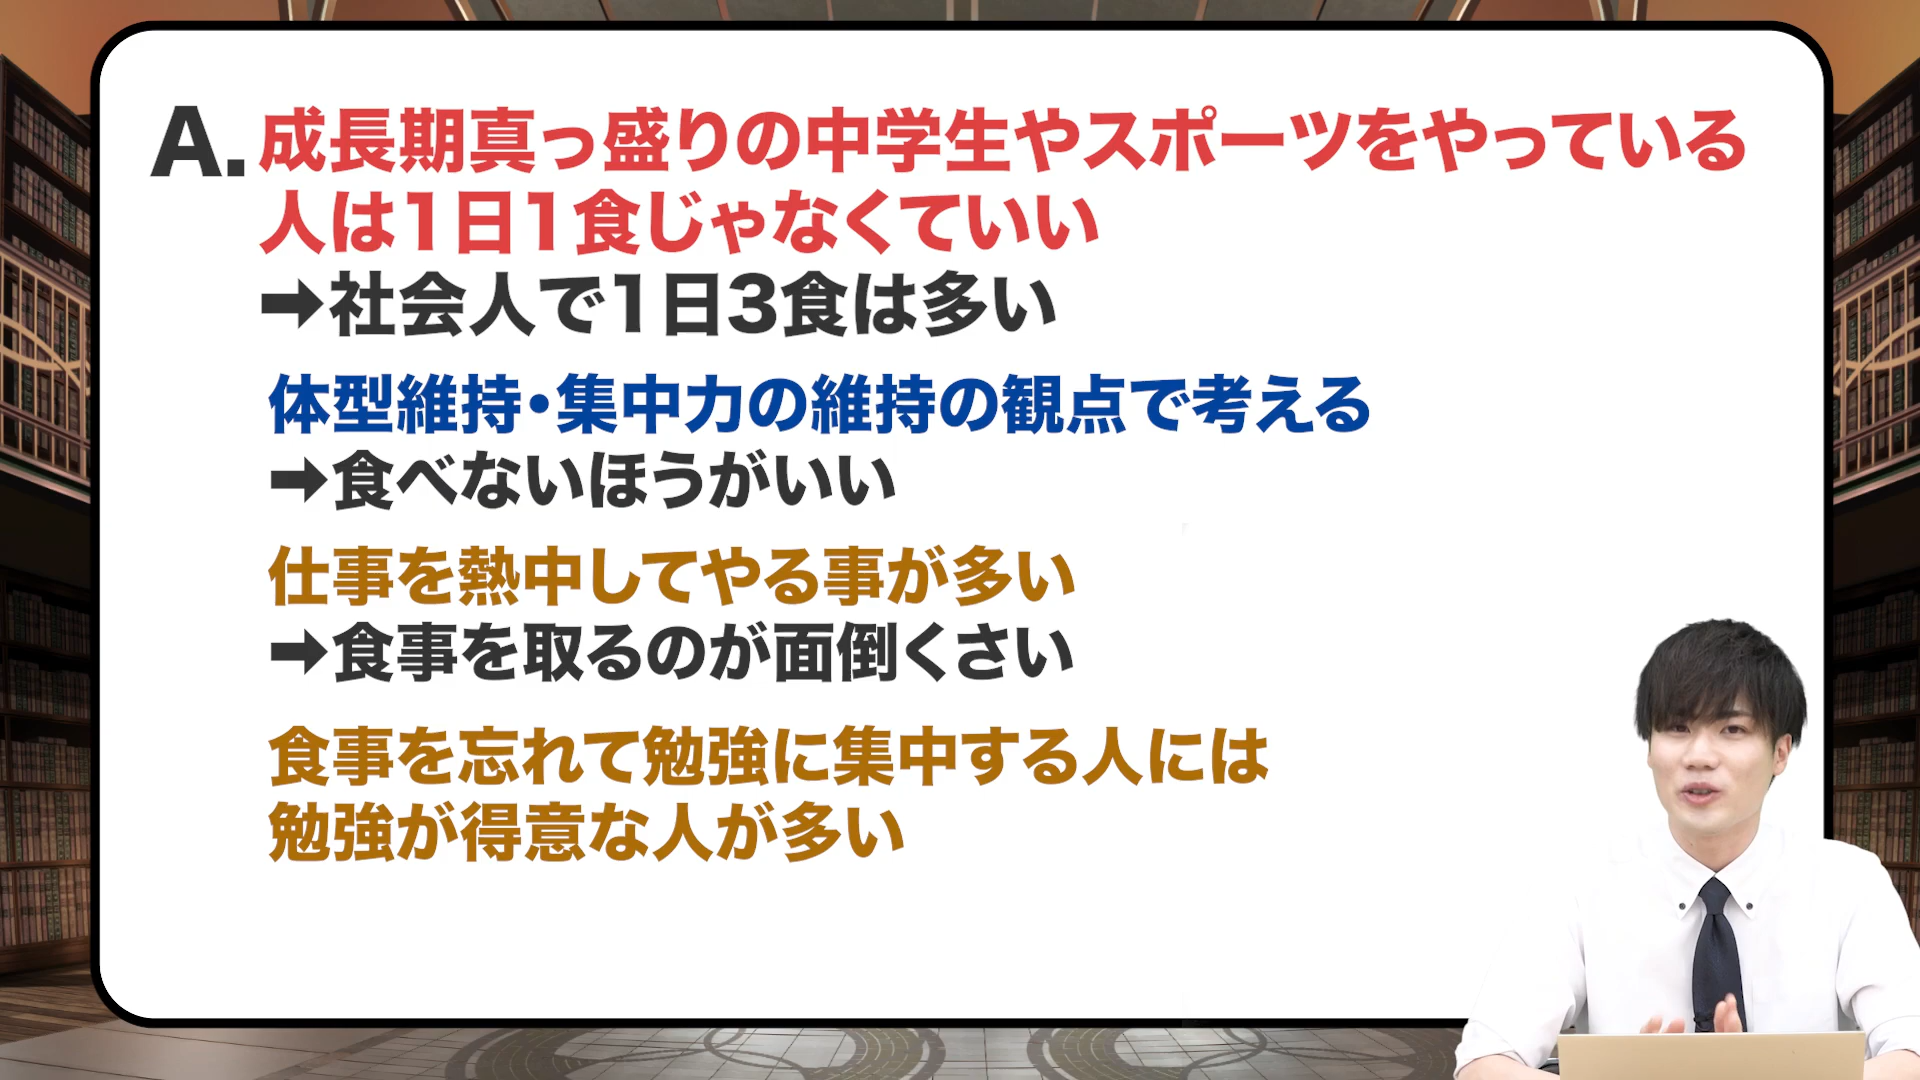 A.成長期真っ盛りの中学生やスポーツをやっている
人は1日1食じゃなくていい
➡社会人で1日3食は多い
体型維持・集中力の維持の観点で考える
➡食べないほうがいい
仕事を熱中してやる事が多い
➡食事を取るのが面倒くさい
食事を忘れて勉強に集中する人には
勉強が得意な人が多い